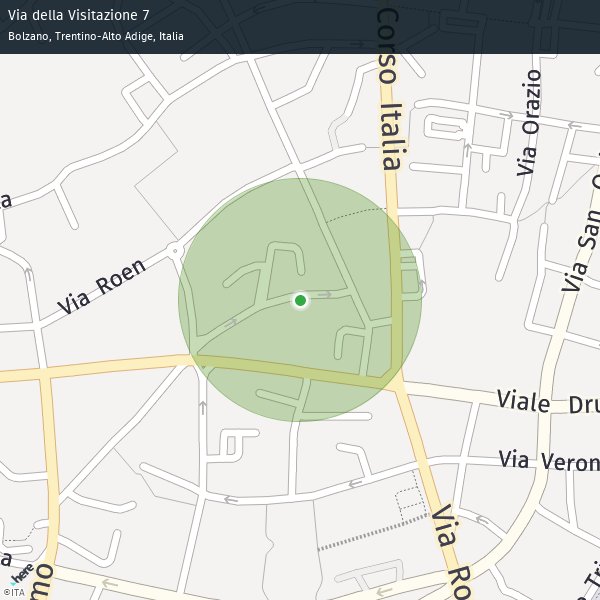 Via della Visitazione 7
Bolzano, Trentino-Alto Adige, Italia
Corso Italia
Via Orazio
Via San
Via Roen
Viale Dru
Via Veron
Via Ro
a
a
mo
here
©ITA